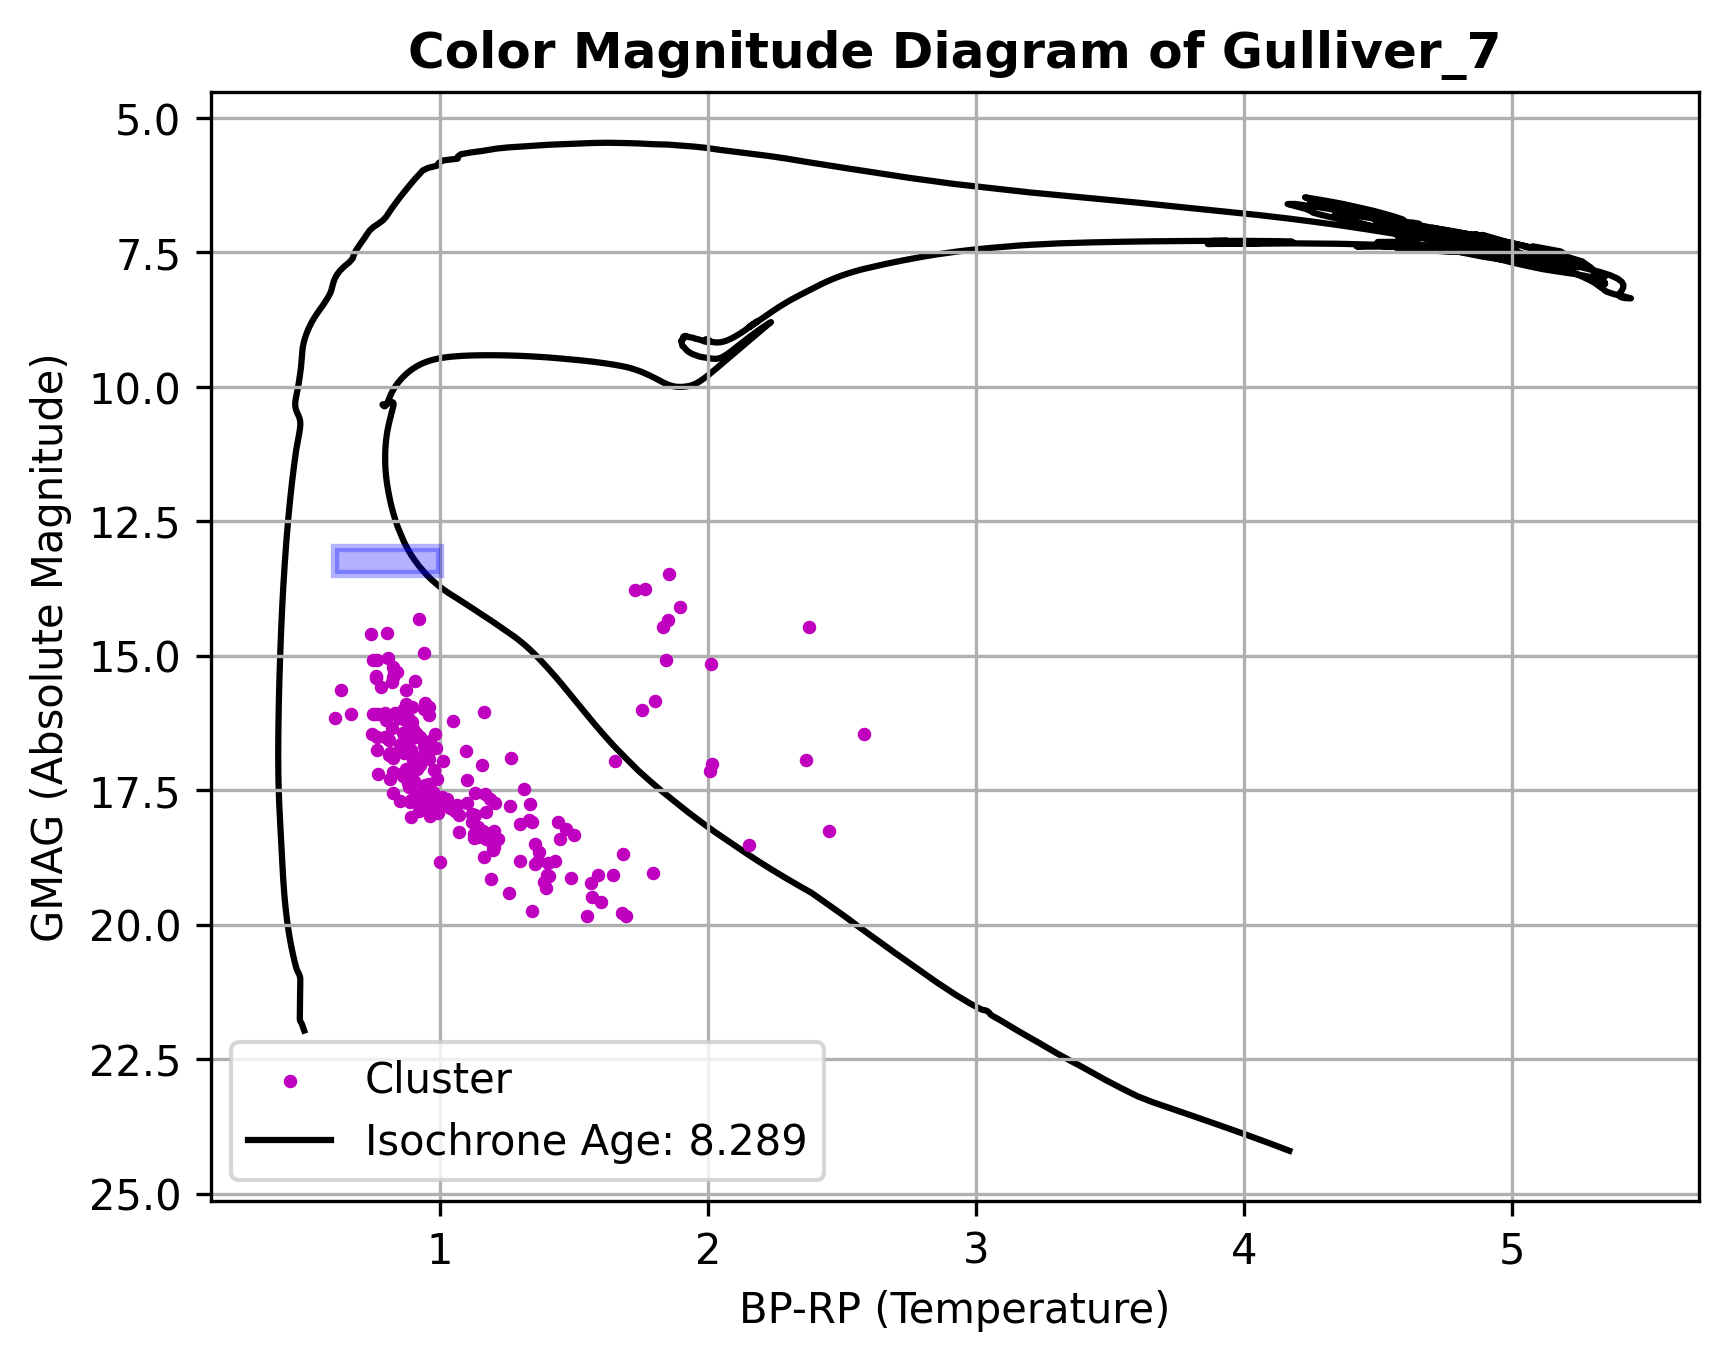 Color Magnitude Diagram of Gulliver_7
GMAG (Absolute Magnitude)
5.0
7.5
10.0
12.5
15.0
17.5
20.0
22.5
25.0
Cluster
Isochrone Age: 8.289
1 2 3 4 5
BP-RP (Temperature)